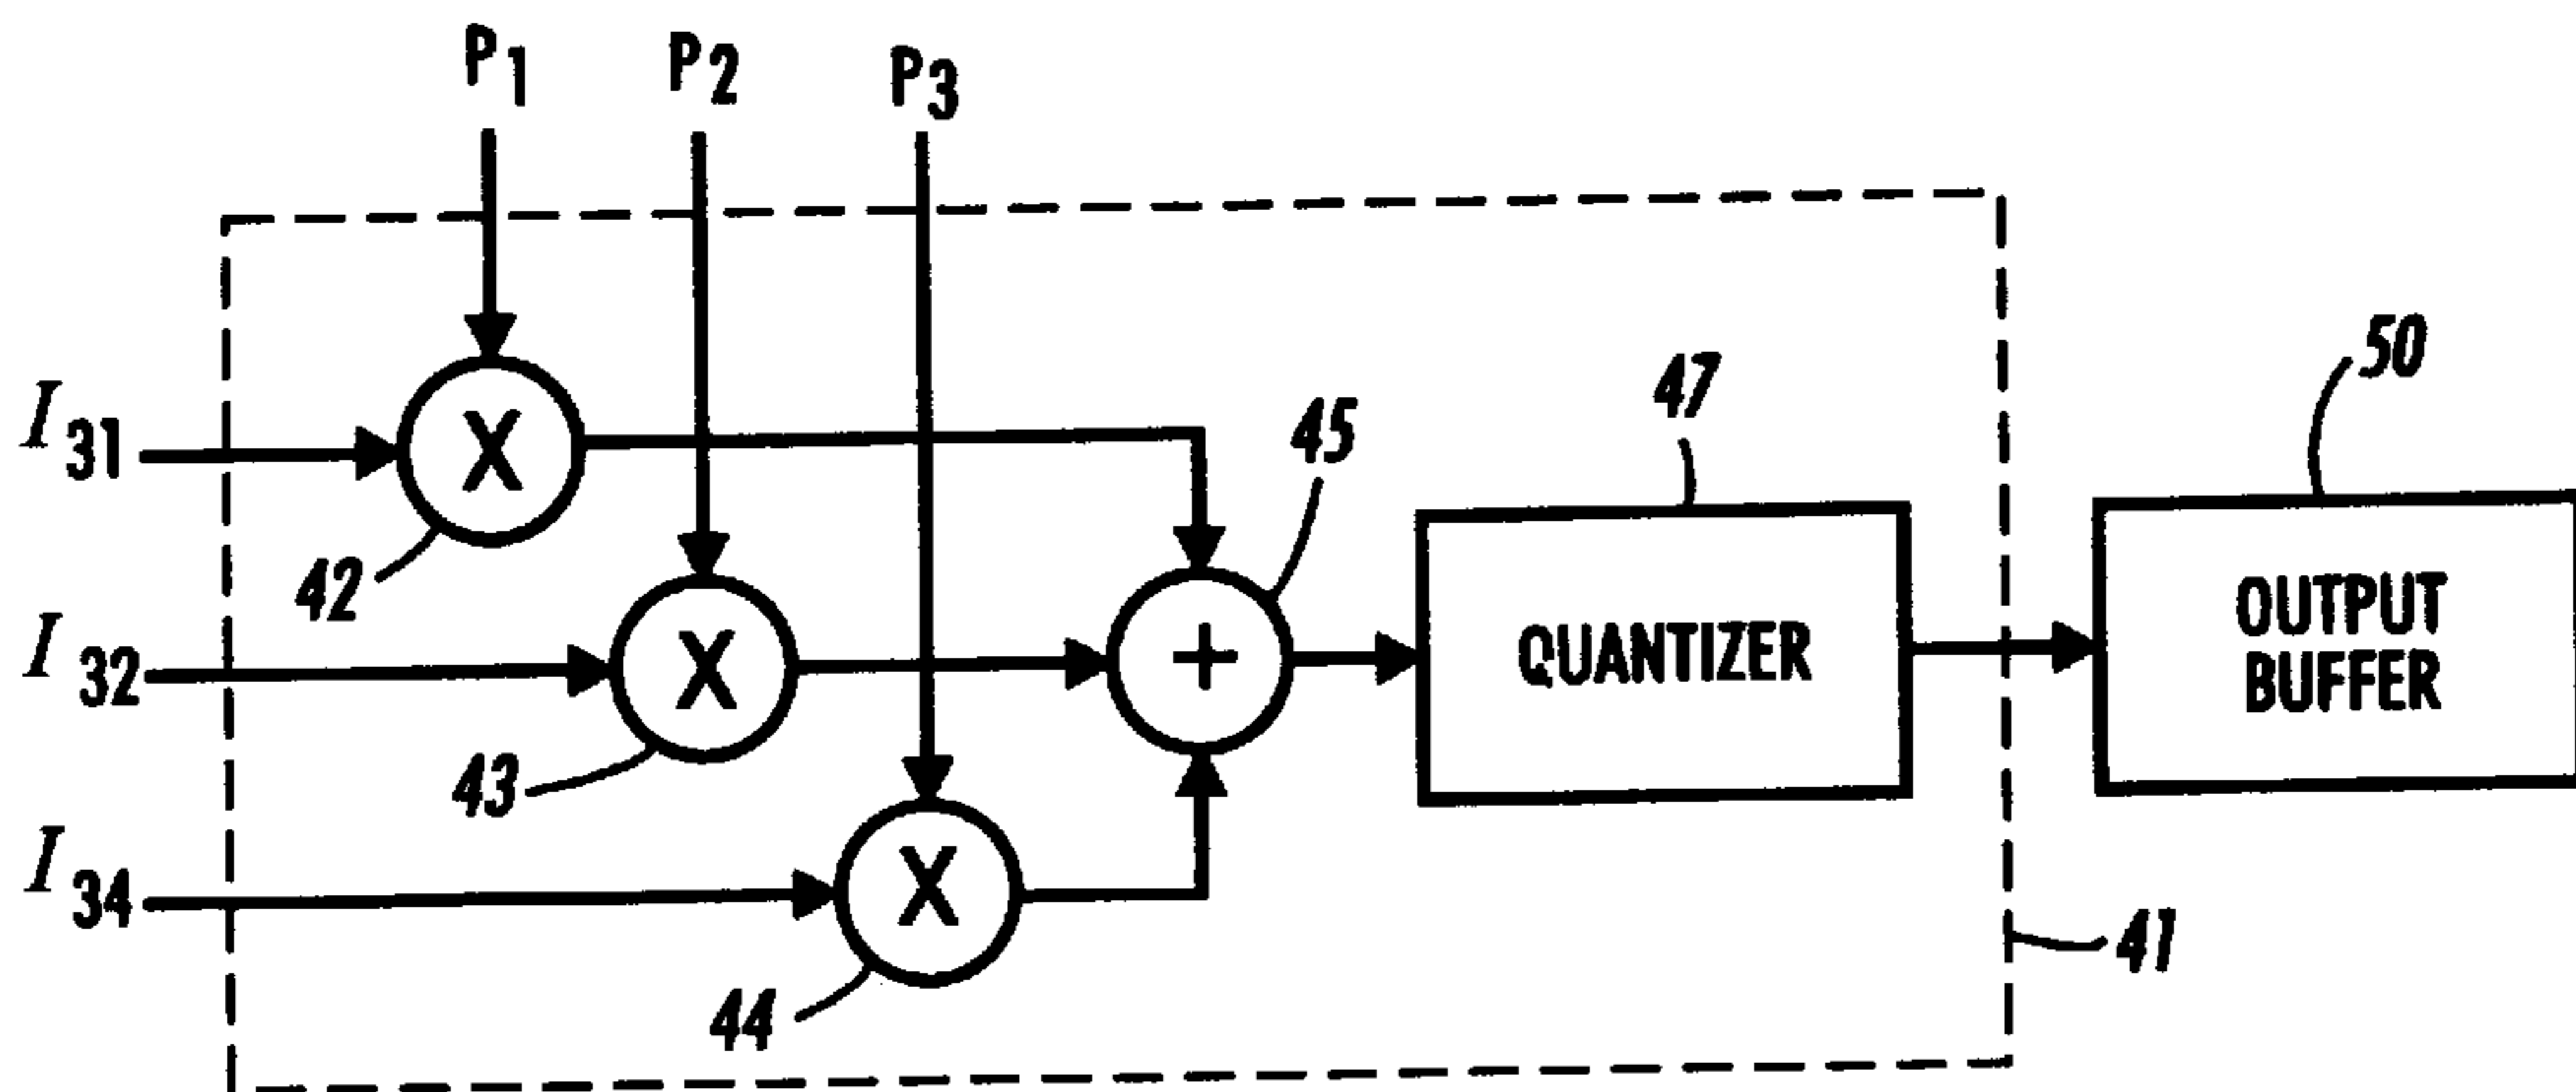 P1 P2 P3
50
47
I31
45
42
QUANTIZER
OUTPUT
BUFFER
I32
43
I34
41
44